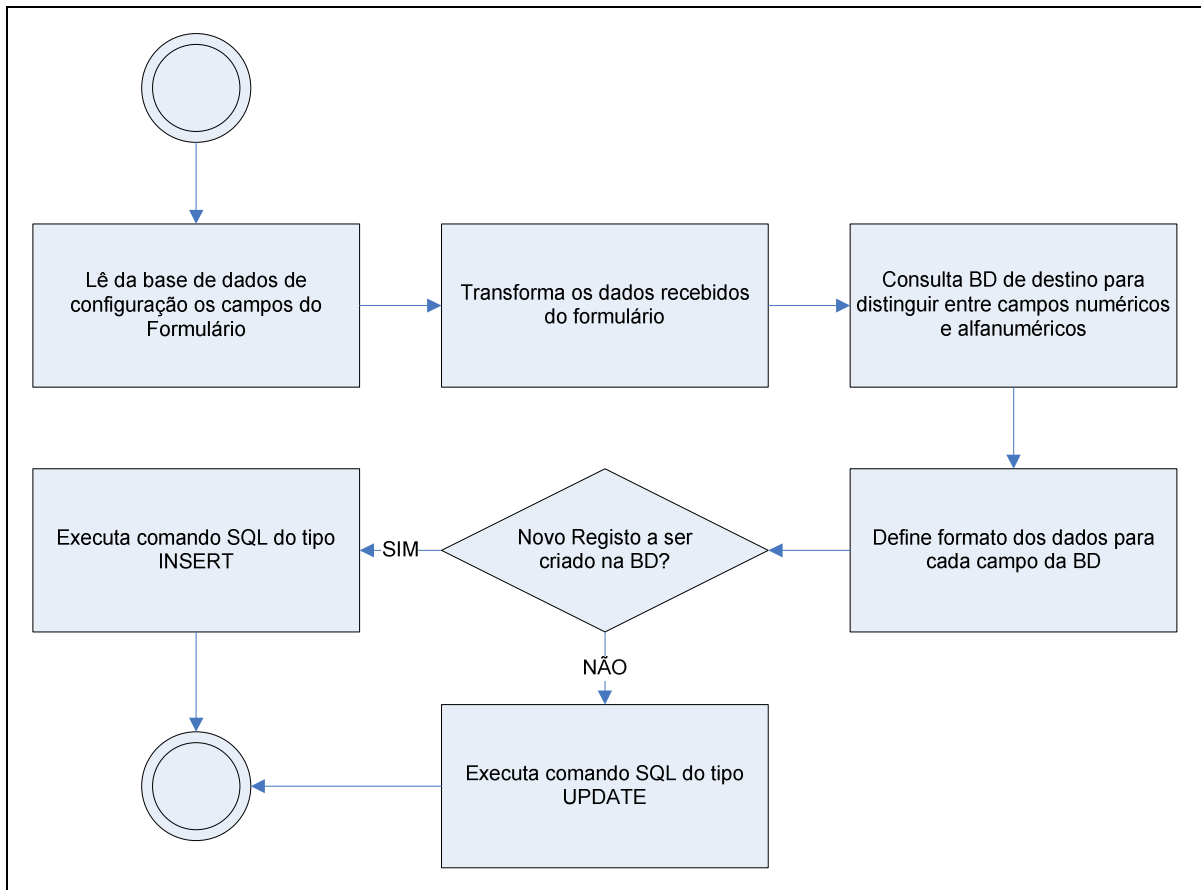 Lê da base de dados de
configuração os campos do
Formulário
Transforma os dados recebidos
do formulário
Consulta BD de destino para
distinguir entre campos numéricos
e alfanuméricos
Executa comando SQL do tipo
INSERT
SIM
Novo Registo a ser
criado na BD?
Define formato dos dados para
cada campo da BD
NÃO
Executa comando SQL do tipo
UPDATE